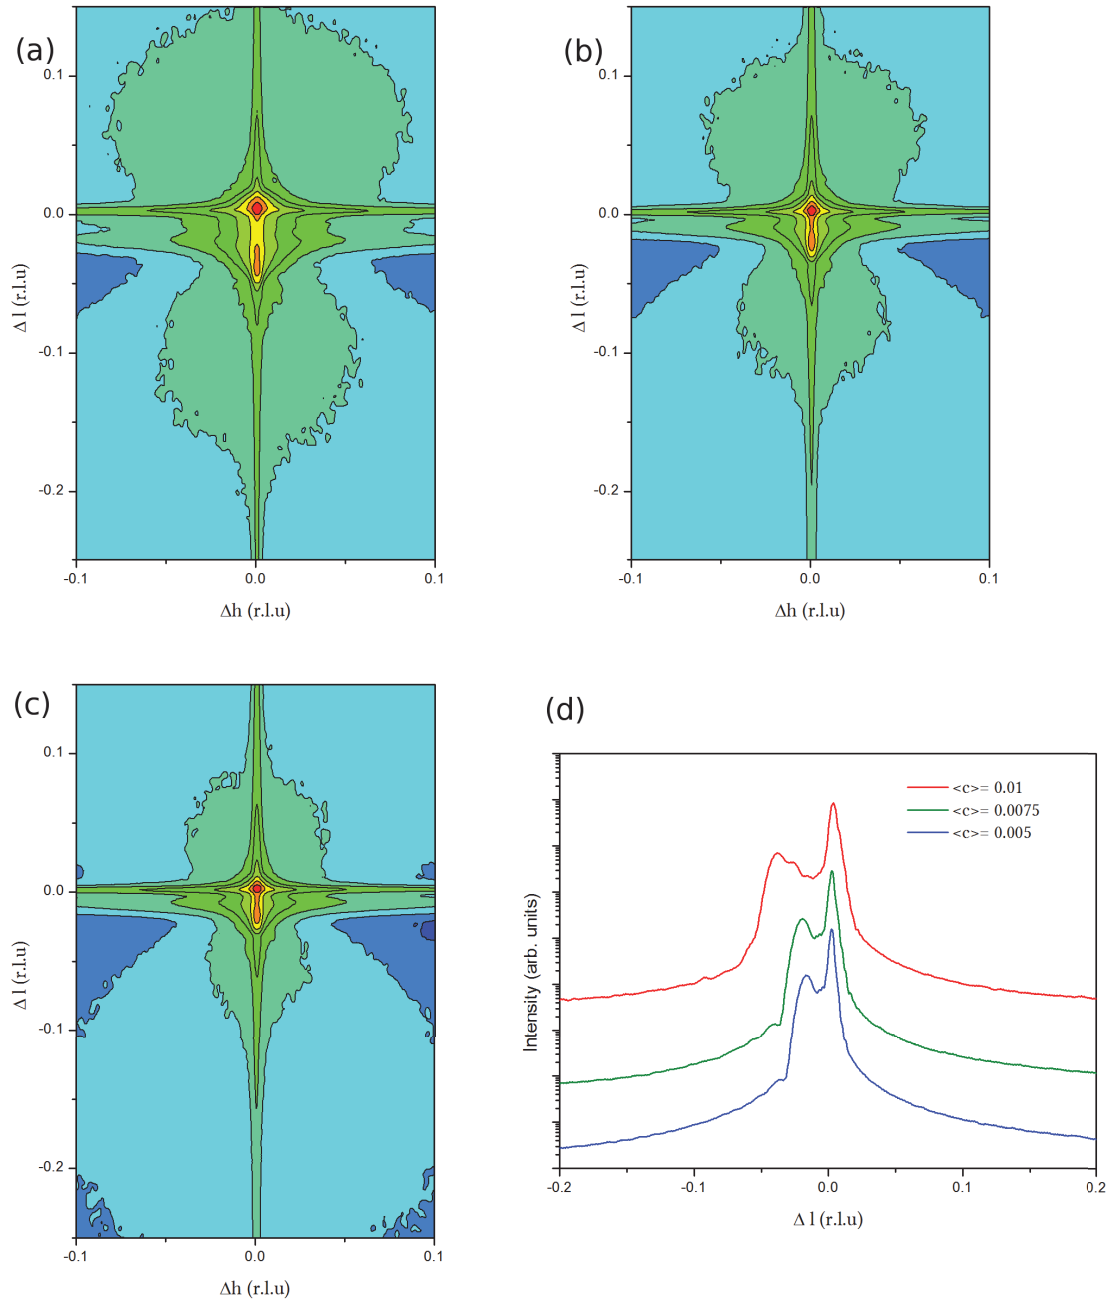 (a)
0.1
0.0
-0.1
-0.2
Δ l (r.l.u)
-0.1
0.0
0.1
Δh (r.l.u)
(b)
0.1
0.0
-0.1
-0.2
Δ l (r.l.u)
-0.1
0.0
0.1
Δh (r.l.u)
(c)
0.1
0.0
-0.1
-0.2
Δ l (r.l.u)
-0.1
0.0
0.1
Δh (r.l.u)
(d)
<c>= 0.01
<c>= 0.0075
<c>= 0.005
Intensity (arb. units)
-0.2
-0.1
0.0
0.1
0.2
Δ l (r.l.u)